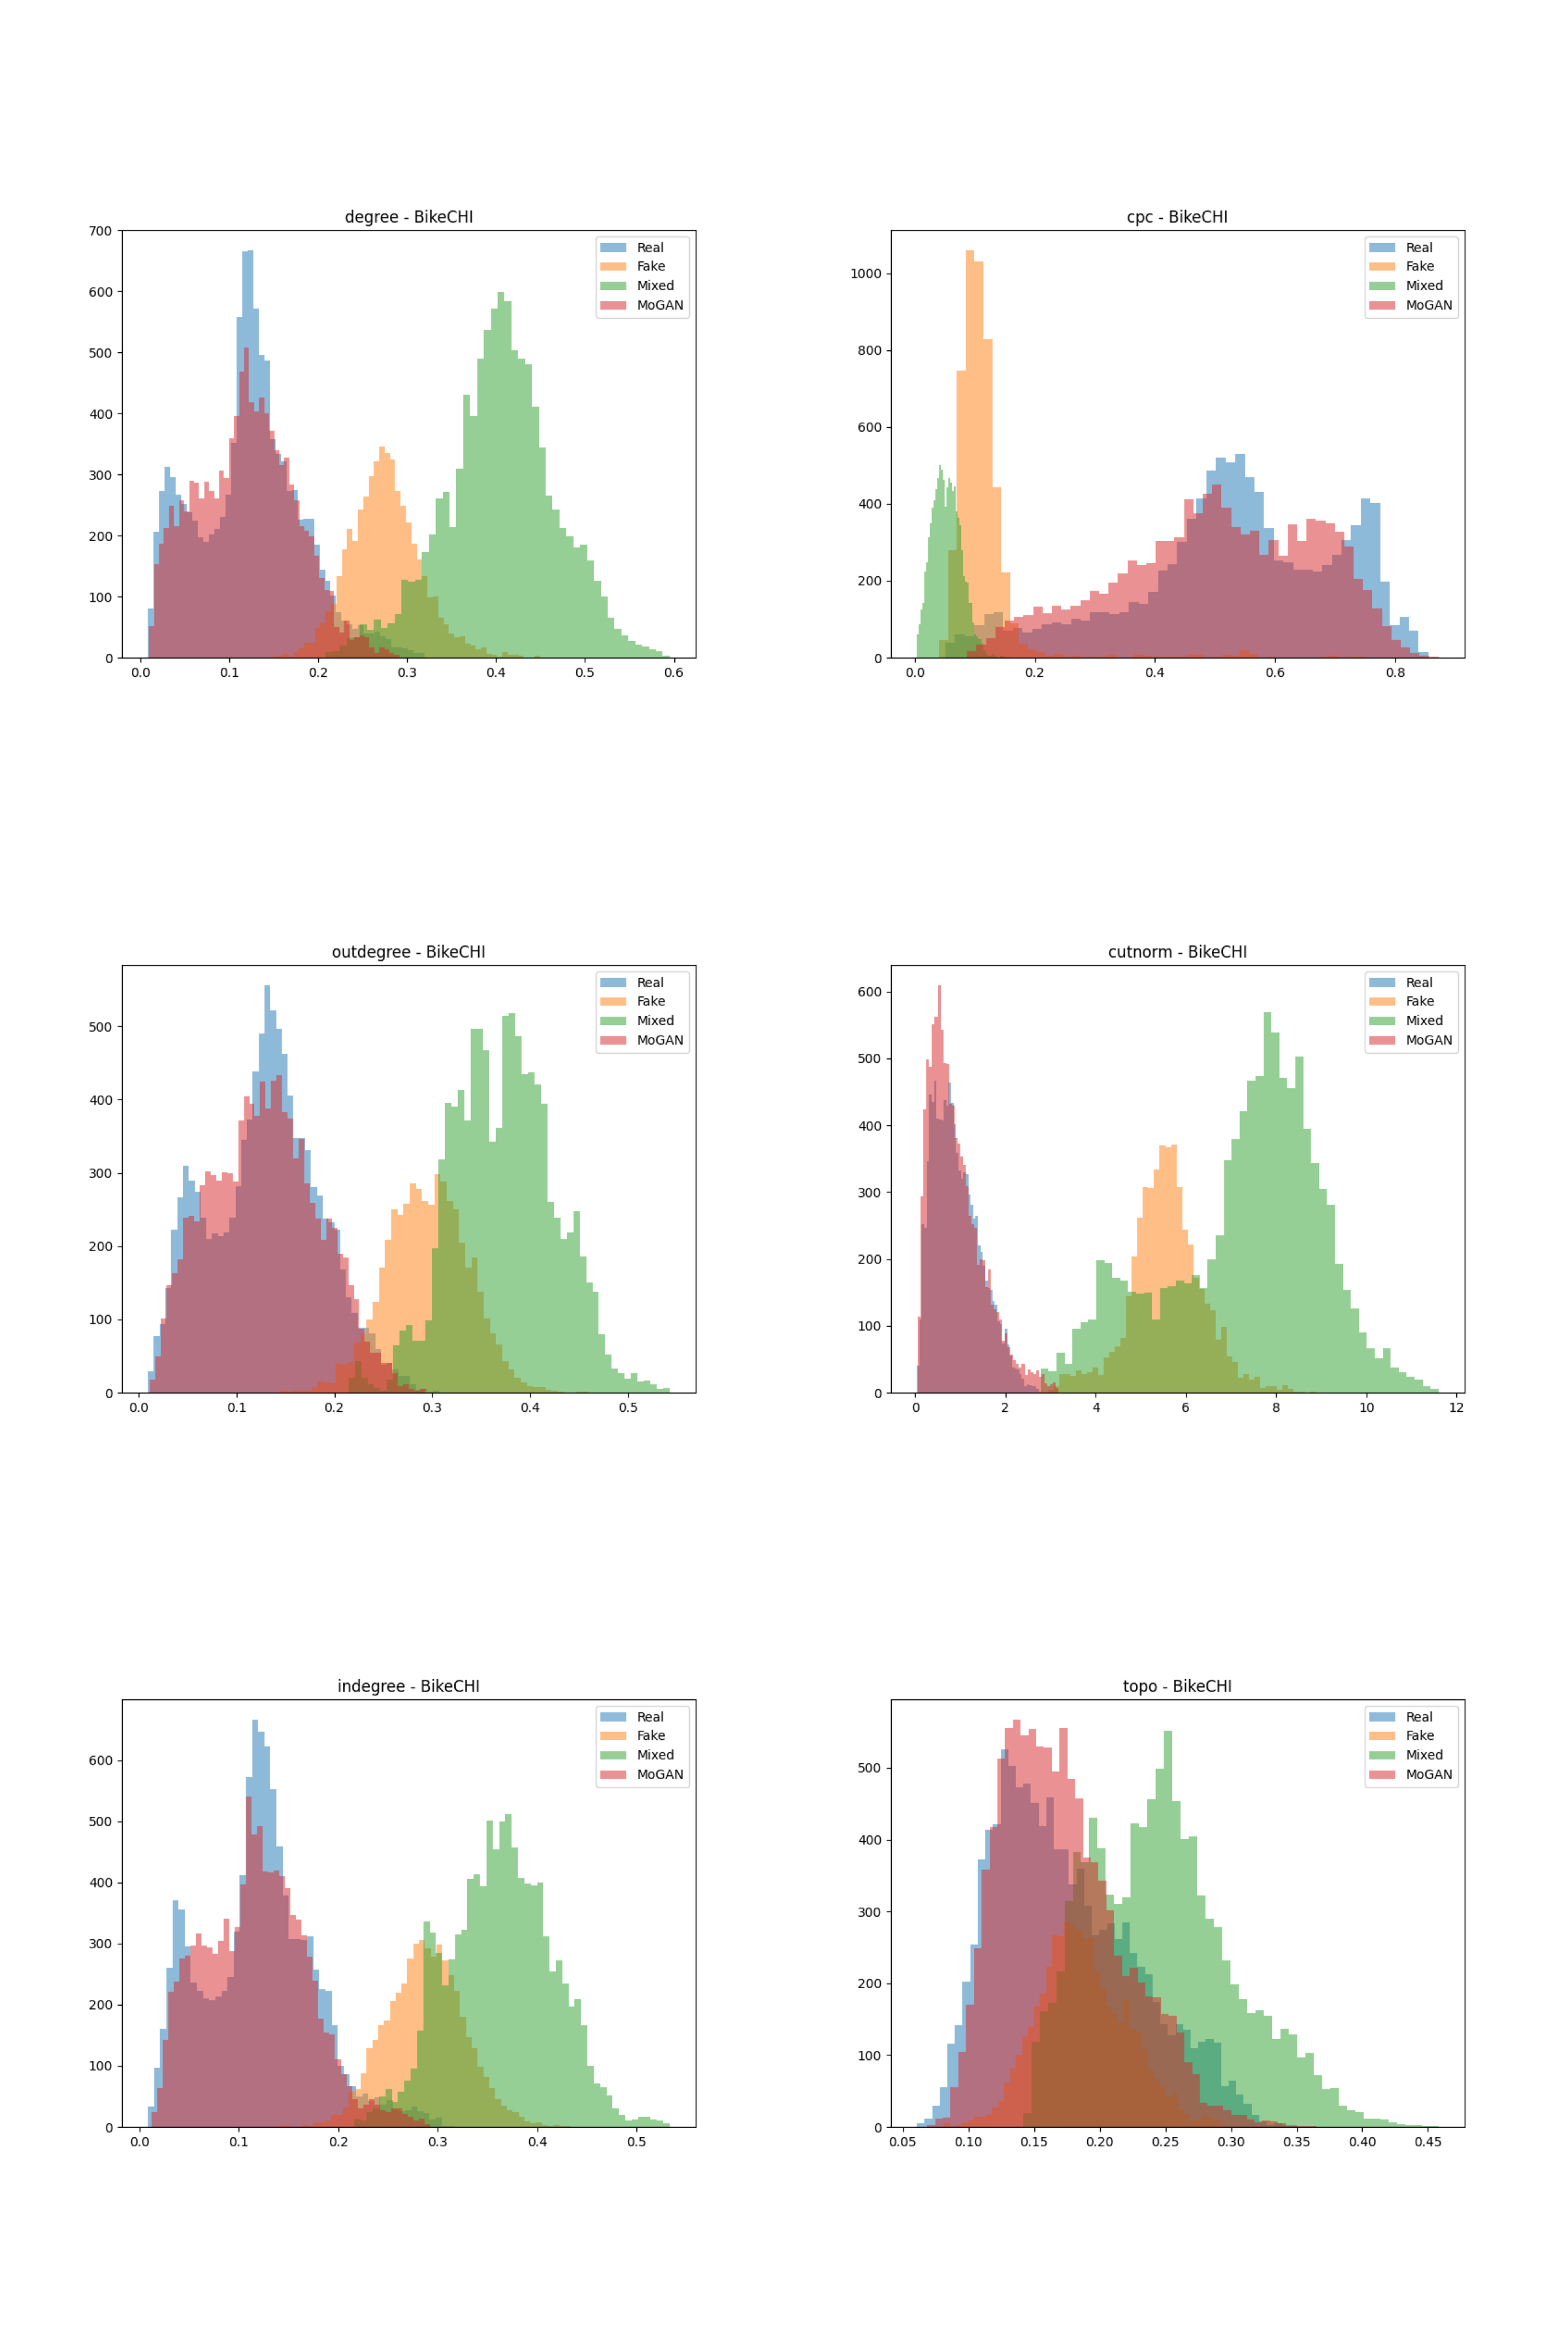 degree - BikeCHI
700
600
500
400
300
200
100
0
0.0 0.1 0.2 0.3 0.4 0.5 0.6
Real
Fake
Mixed
MoGAN
cpc - BikeCHI
1000
800
600
400
200
0
0.0 0.2 0.4 0.6 0.8
Real
Fake
Mixed
MoGAN
outdegree - BikeCHI
500
400
300
200
100
0
0.0 0.1 0.2 0.3 0.4 0.5
Real
Fake
Mixed
MoGAN
cutnorm - BikeCHI
600
500
400
300
200
100
0
0 2 4 6 8 10 12
Real
Fake
Mixed
MoGAN
indegree - BikeCHI
600
500
400
300
200
100
0
0.0 0.1 0.2 0.3 0.4 0.5
Real
Fake
Mixed
MoGAN
topo - BikeCHI
500
400
300
200
100
0
0.05 0.10 0.15 0.20 0.25 0.30 0.35 0.40 0.45
Real
Fake
Mixed
MoGAN